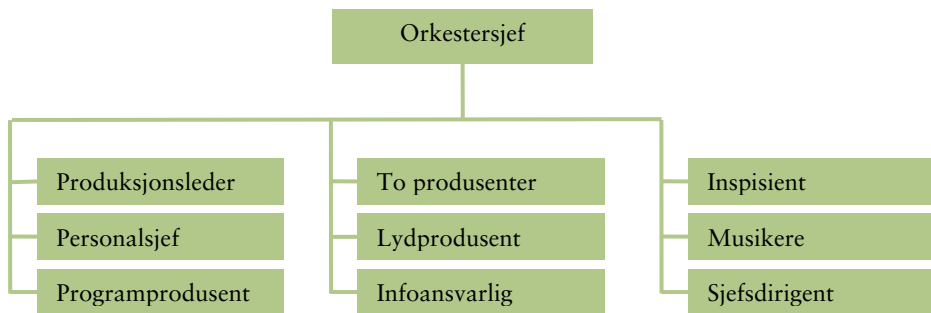 Orkestersjef
Produksjonsleder
Personalsjef
Programprodusent
To produsenter
Lydprodusent
Infoansvarlig
Inspisient
Musikere
Sjefsdirigent